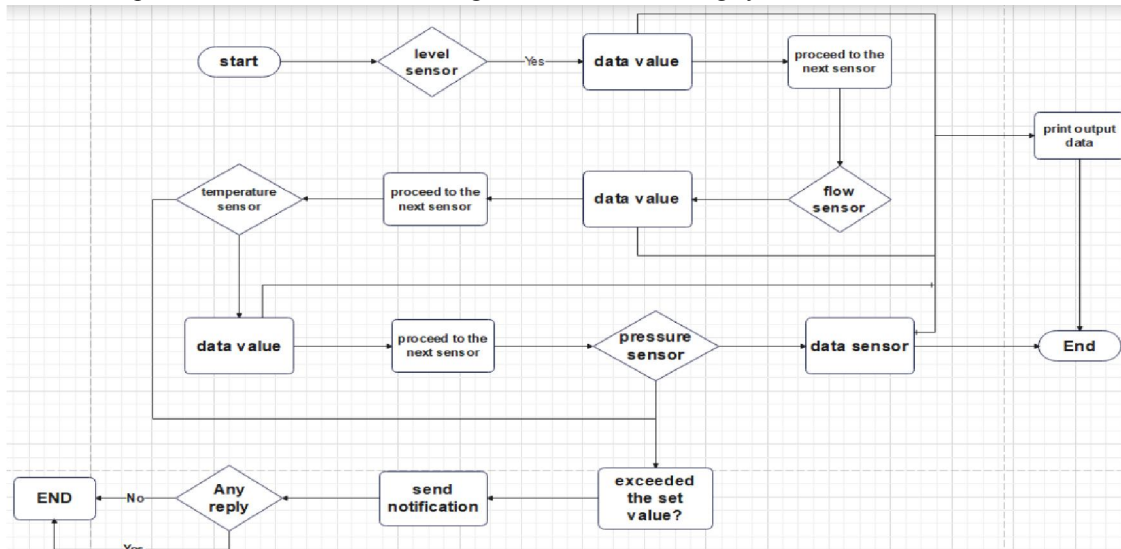 start
level
sensor
Yes
data value
proceed to the
next sensor
print output
data
temperature
sensor
proceed to the
next sensor
data value
flow
sensor
data value
proceed to the
next sensor
pressure
sensor
data sensor
End
END
No
Any
reply
send
notification
exceeded
the set
value?
Yes